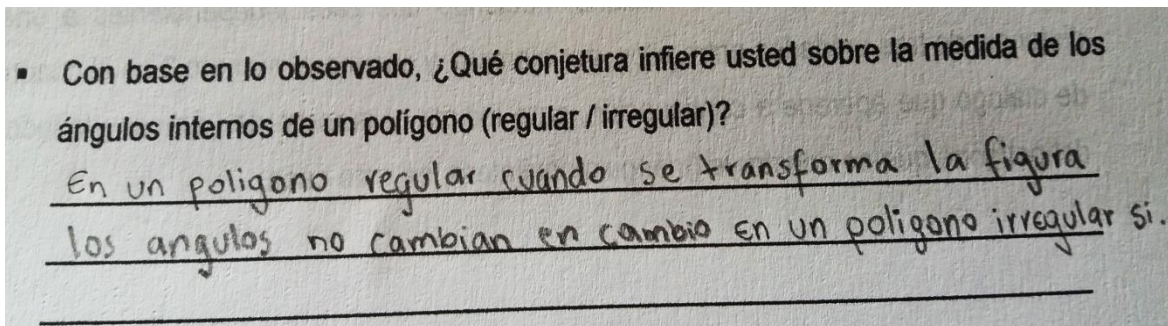 ▪ Con base en lo observado, ¿Qué conjetura infiere usted sobre la medida de los
ángulos internos de un polígono (regular / irregular)?
En un poligono regular cuando se transforma la figura
los angulos no cambian en cambio en un poligono irregular si.